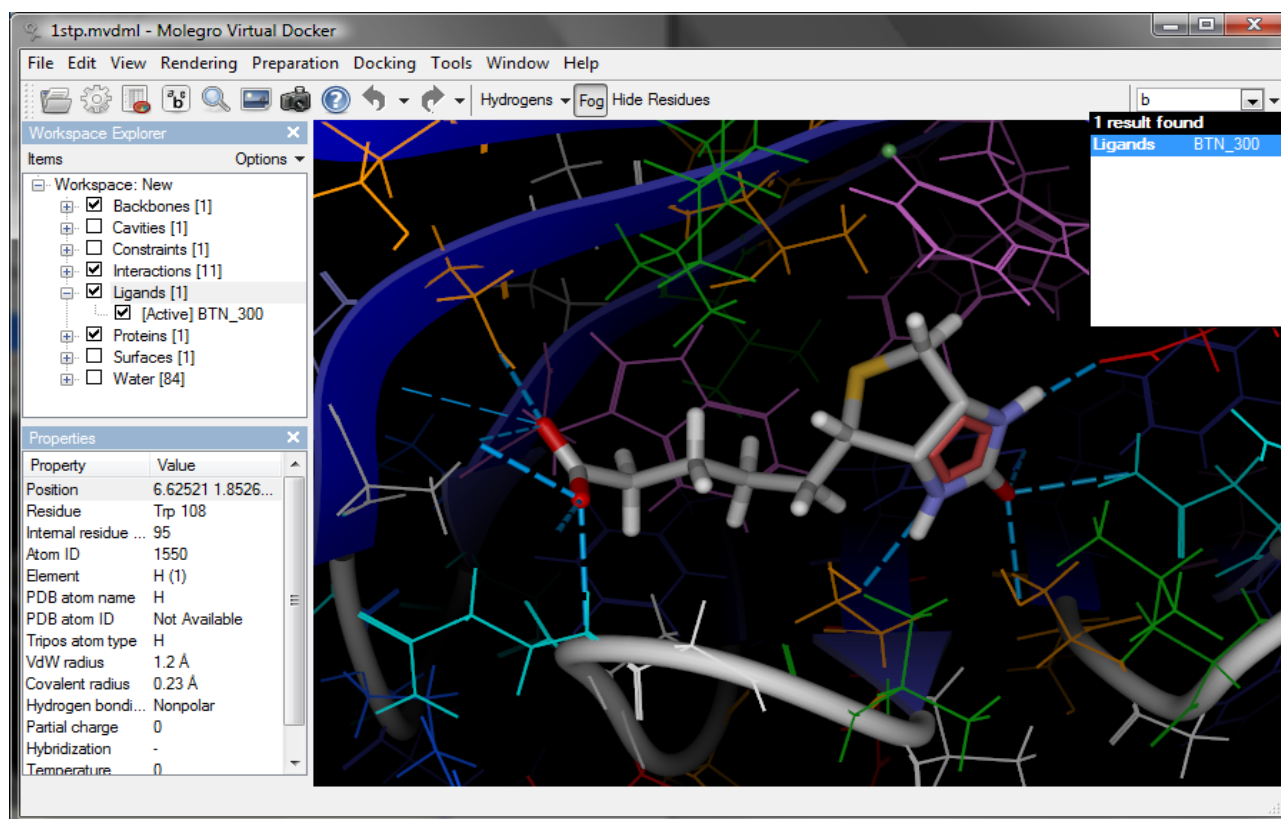 1stp.mvdml - Molegro Virtual Docker
File Edit View Rendering Preparation Docking Tools Window Help
Hydrogens Fog Hide Residues b
1 result found
Ligands BTN_300
Workspace Explorer
Items Options
Workspace: New
Backbones [1]
Cavities [1]
Constraints [1]
Interactions [11]
Ligands [1]
[Active] BTN_300
Proteins [1]
Surfaces [1]
Water [84]
Properties
Property Value
Position 6.62521 1.8526...
Residue Trp 108
Internal residue ... 95
Atom ID 1550
Element H (1)
PDB atom name H
PDB atom ID Not Available
Tripos atom type H
VdW radius 1.2 Å
Covalent radius 0.23 Å
Hydrogen bondi... Nonpolar
Partial charge 0
Hybridization -
Temperature 0